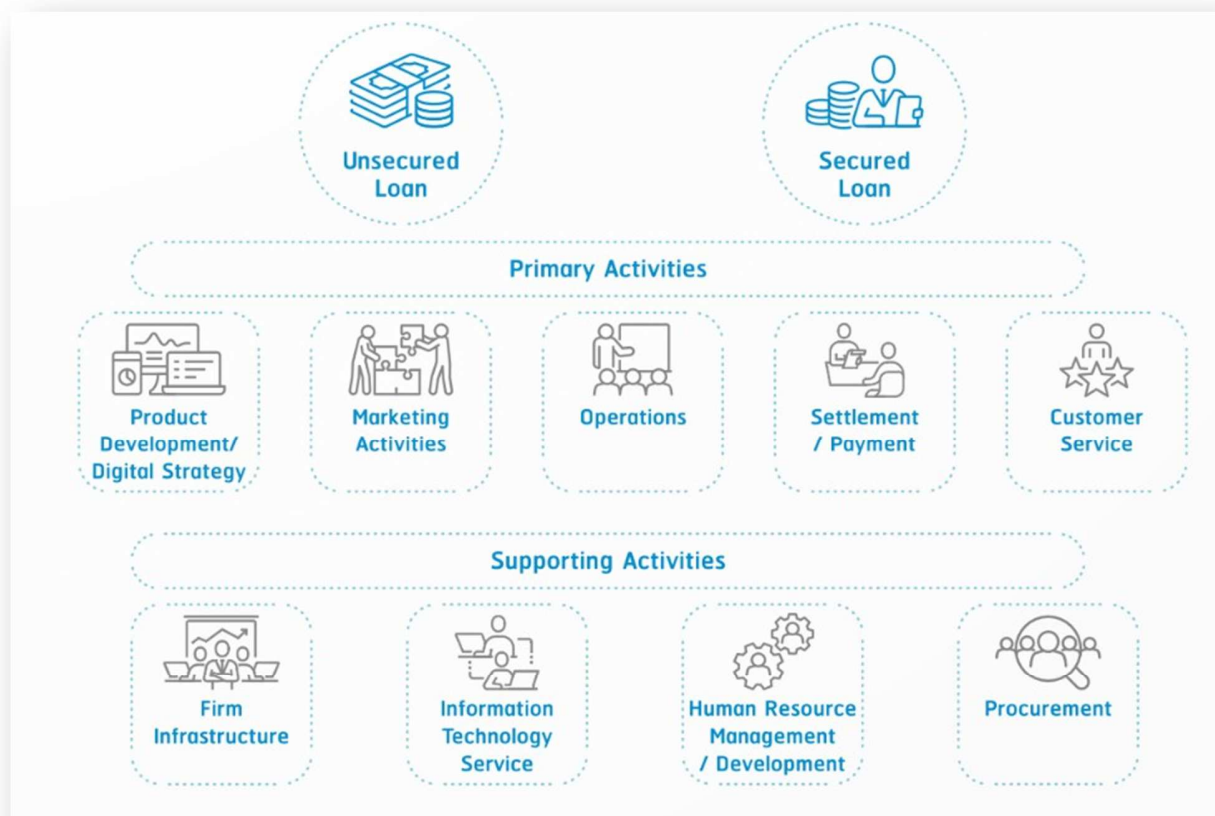 Unsecured
Loan
Secured
Loan
Primary Activities
Product
Development/
Digital Strategy
Marketing
Activities
Operations
Settlement
/ Payment
Customer
Service
Supporting Activities
Firm
Infrastructure
Information
Technology
Service
Human Resource
Management
/ Development
Procurement